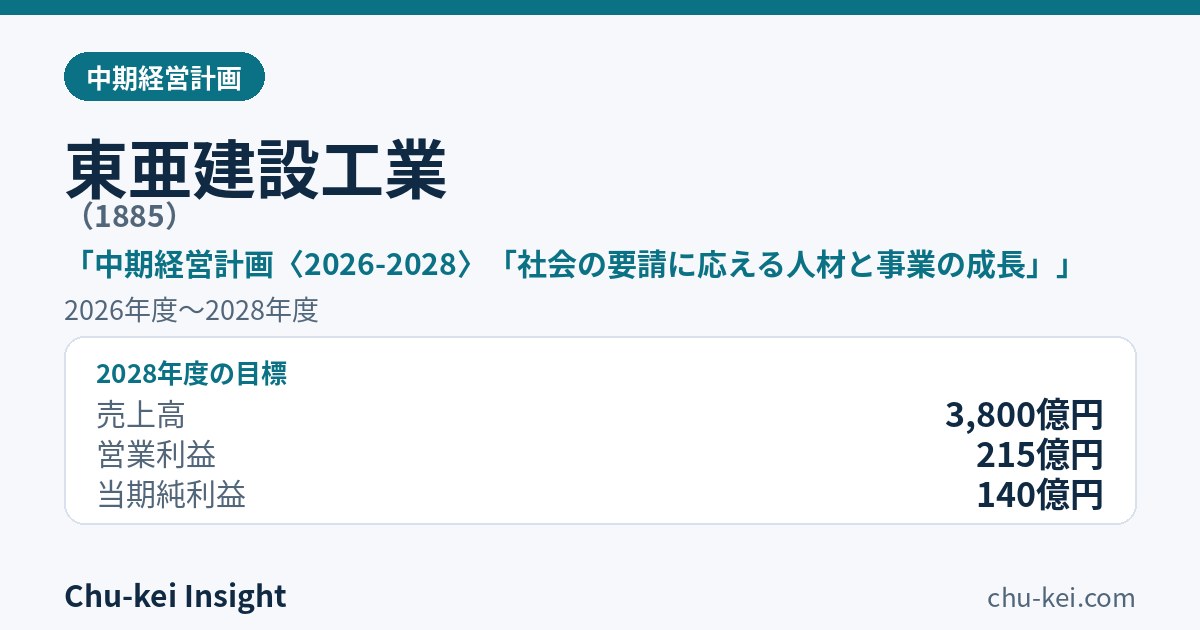 中期経営計画
東亜建設工業
（1885）
「中期経営計画〈2026-2028〉「社会の要請に応える人材と事業の成長」」
2026年度～2028年度
2028年度の目標
売上高 3,800億円
営業利益 215億円
当期純利益 140億円
Chu-kei Insight chu-kei.com